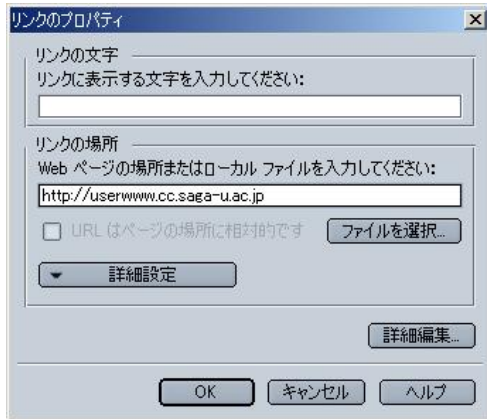 リンクのプロパティ
リンクの文字
リンクに表示する文字を入力してください:
リンクの場所
Web ページの場所またはローカル ファイルを入力してください:
http://userwww.cc.saga-u.ac.jp
URL はページの場所に相対的です
ファイルを選択...
詳細設定
詳細編集...
OK キャンセル ヘルプ